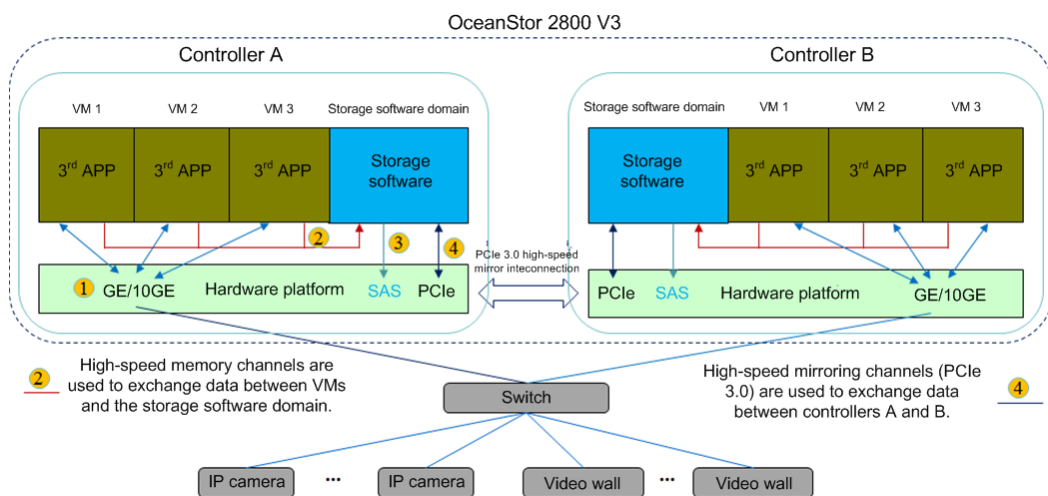 OceanStor 2800 V3
Controller A
Controller B
VM 1 VM 2 VM 3 Storage software domain
Storage software domain VM 1 VM 2 VM 3
3rd APP 3rd APP 3rd APP Storage software
Storage software 3rd APP 3rd APP 3rd APP
2 3 4
PCIe 3.0 high-speed
mirror inteconnection
1 GE/10GE Hardware platform SAS PCIe
PCIe SAS Hardware platform GE/10GE
2 High-speed memory channels are
used to exchange data between VMs
and the storage software domain.
High-speed mirroring channels (PCIe
3.0) are used to exchange data
between controllers A and B.
4
Switch
IP camera ... IP camera Video wall ... Video wall